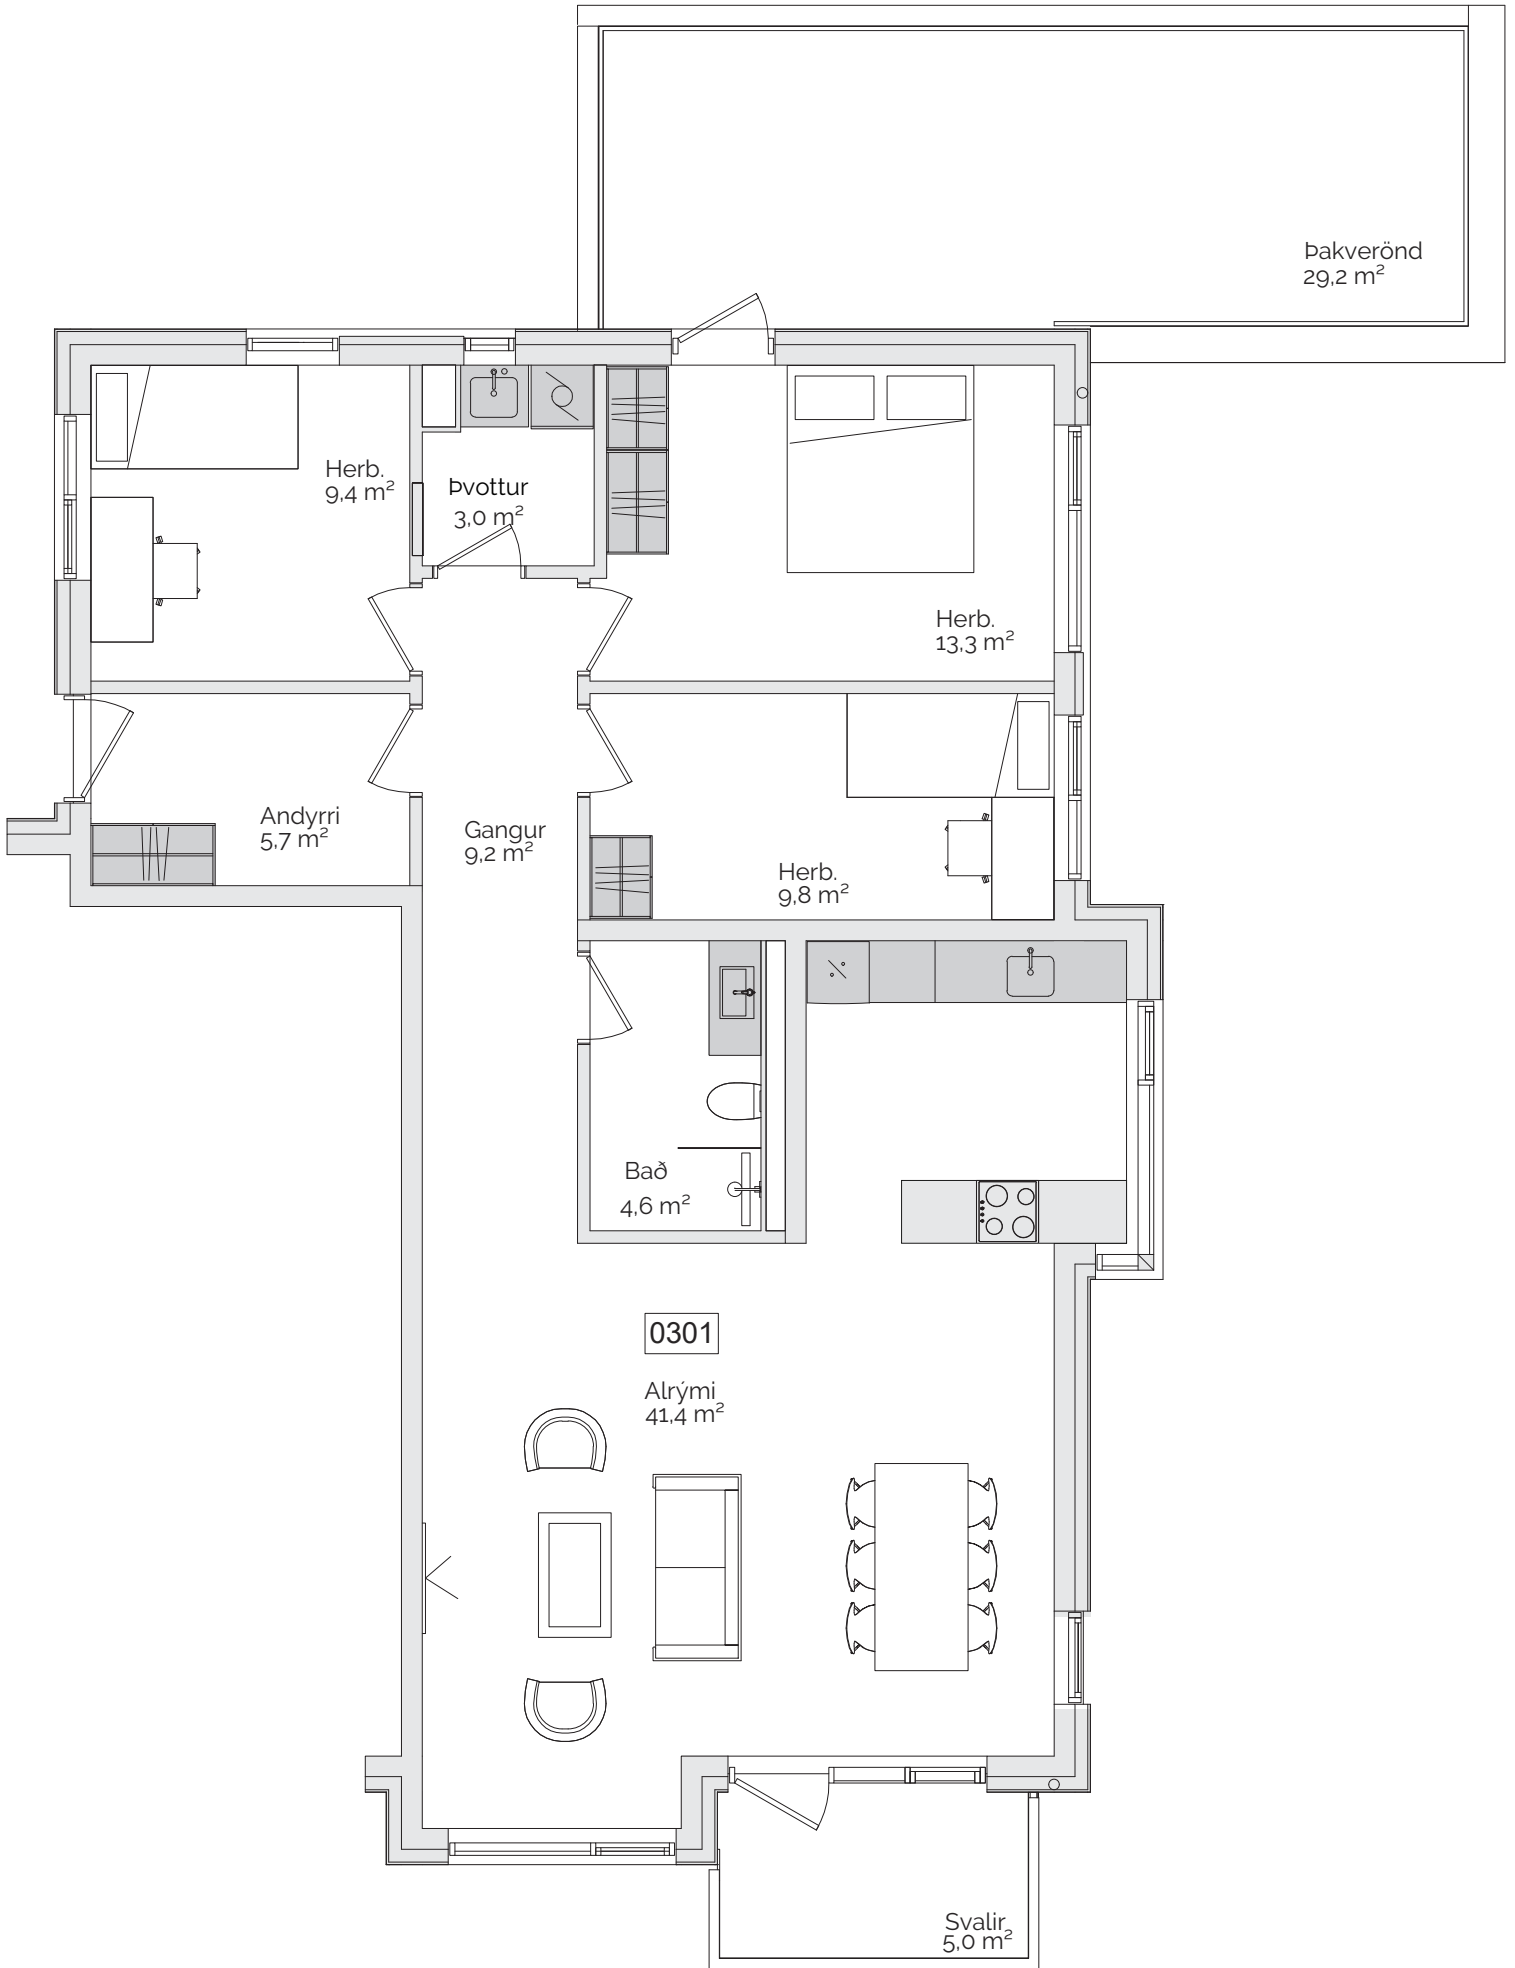 Þakverönd
29,2 m²
Herb.
9,4 m²
Þvottur
3,0 m²
Herb.
13,3 m²
Andyrri
5,7 m²
Gangur
9,2 m²
Herb.
9,8 m²
Bað
4,6 m²
0301
Alrými
41,4 m²
Svalir
5,0 m²